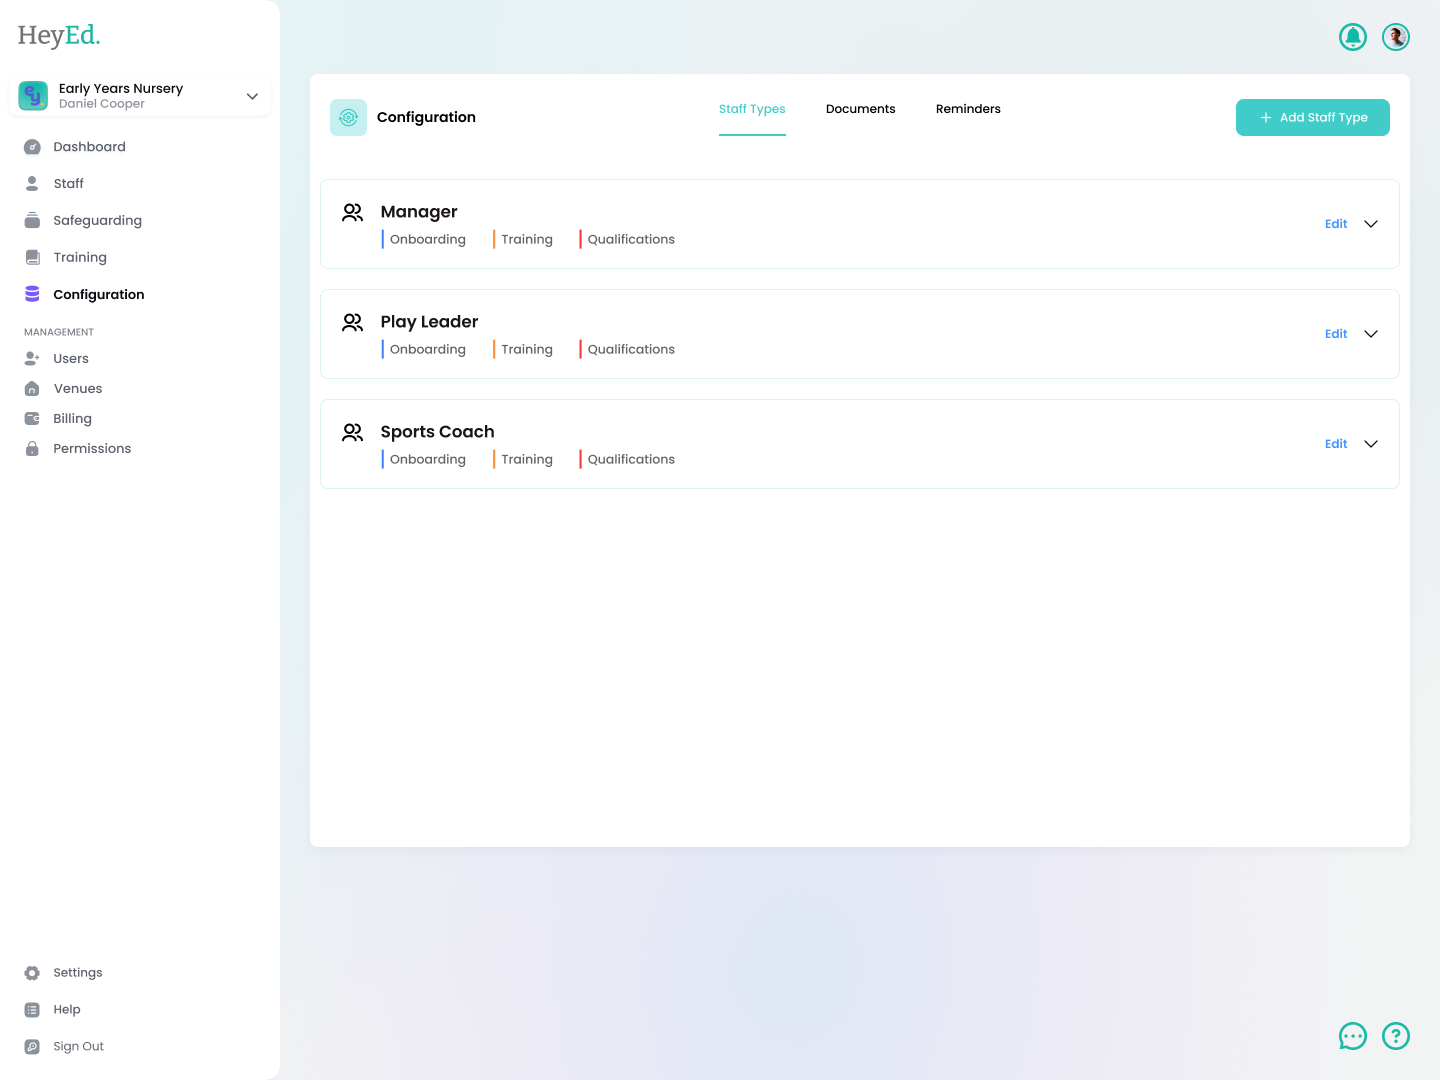 HeyEd.
Early Years Nursery
Daniel Cooper
Dashboard
Staff
Safeguarding
Training
Configuration
MANAGEMENT
Users
Venues
Billing
Permissions
Settings
Help
Sign Out
Configuration
Staff Types
Documents
Reminders
+ Add Staff Type
Manager
Onboarding
Training
Qualifications
Edit
Play Leader
Onboarding
Training
Qualifications
Edit
Sports Coach
Onboarding
Training
Qualifications
Edit